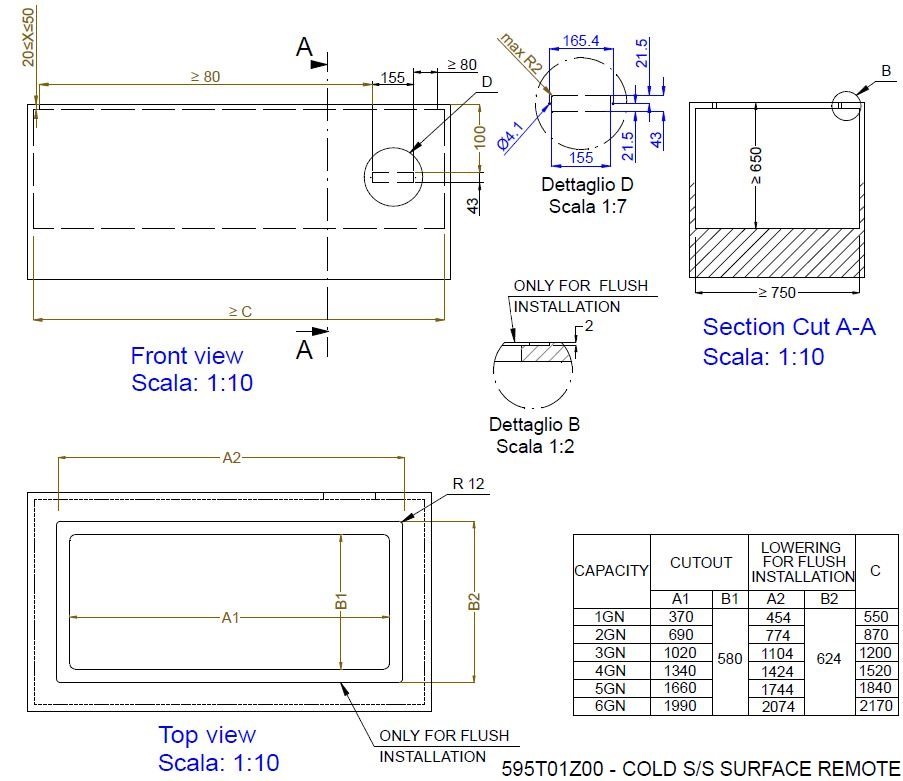 20≤X≤50
A
≥ 80
155
≥ 80
D
100
43
≥ C
A
Front view
Scala: 1:10
max R2
165.4
21.5
Ø4.1
155
21.5
43
Dettaglio D
Scala 1:7
B
≥ 650
≥ 750
Section Cut A-A
Scala: 1:10
ONLY FOR FLUSH
INSTALLATION
2
Dettaglio B
Scala 1:2
A2
R 12
A1
B1
B2
ONLY FOR FLUSH
INSTALLATION
Top view
Scala: 1:10
CAPACITY CUTOUT LOWERING FOR FLUSH INSTALLATION C
A1 B1 A2 B2
1GN 370 454 550
2GN 690 774 870
3GN 1020 580 1104 624 1200
4GN 1340 1424 1520
5GN 1660 1744 1840
6GN 1990 2074 2170
595T01Z00 - COLD S/S SURFACE REMOTE